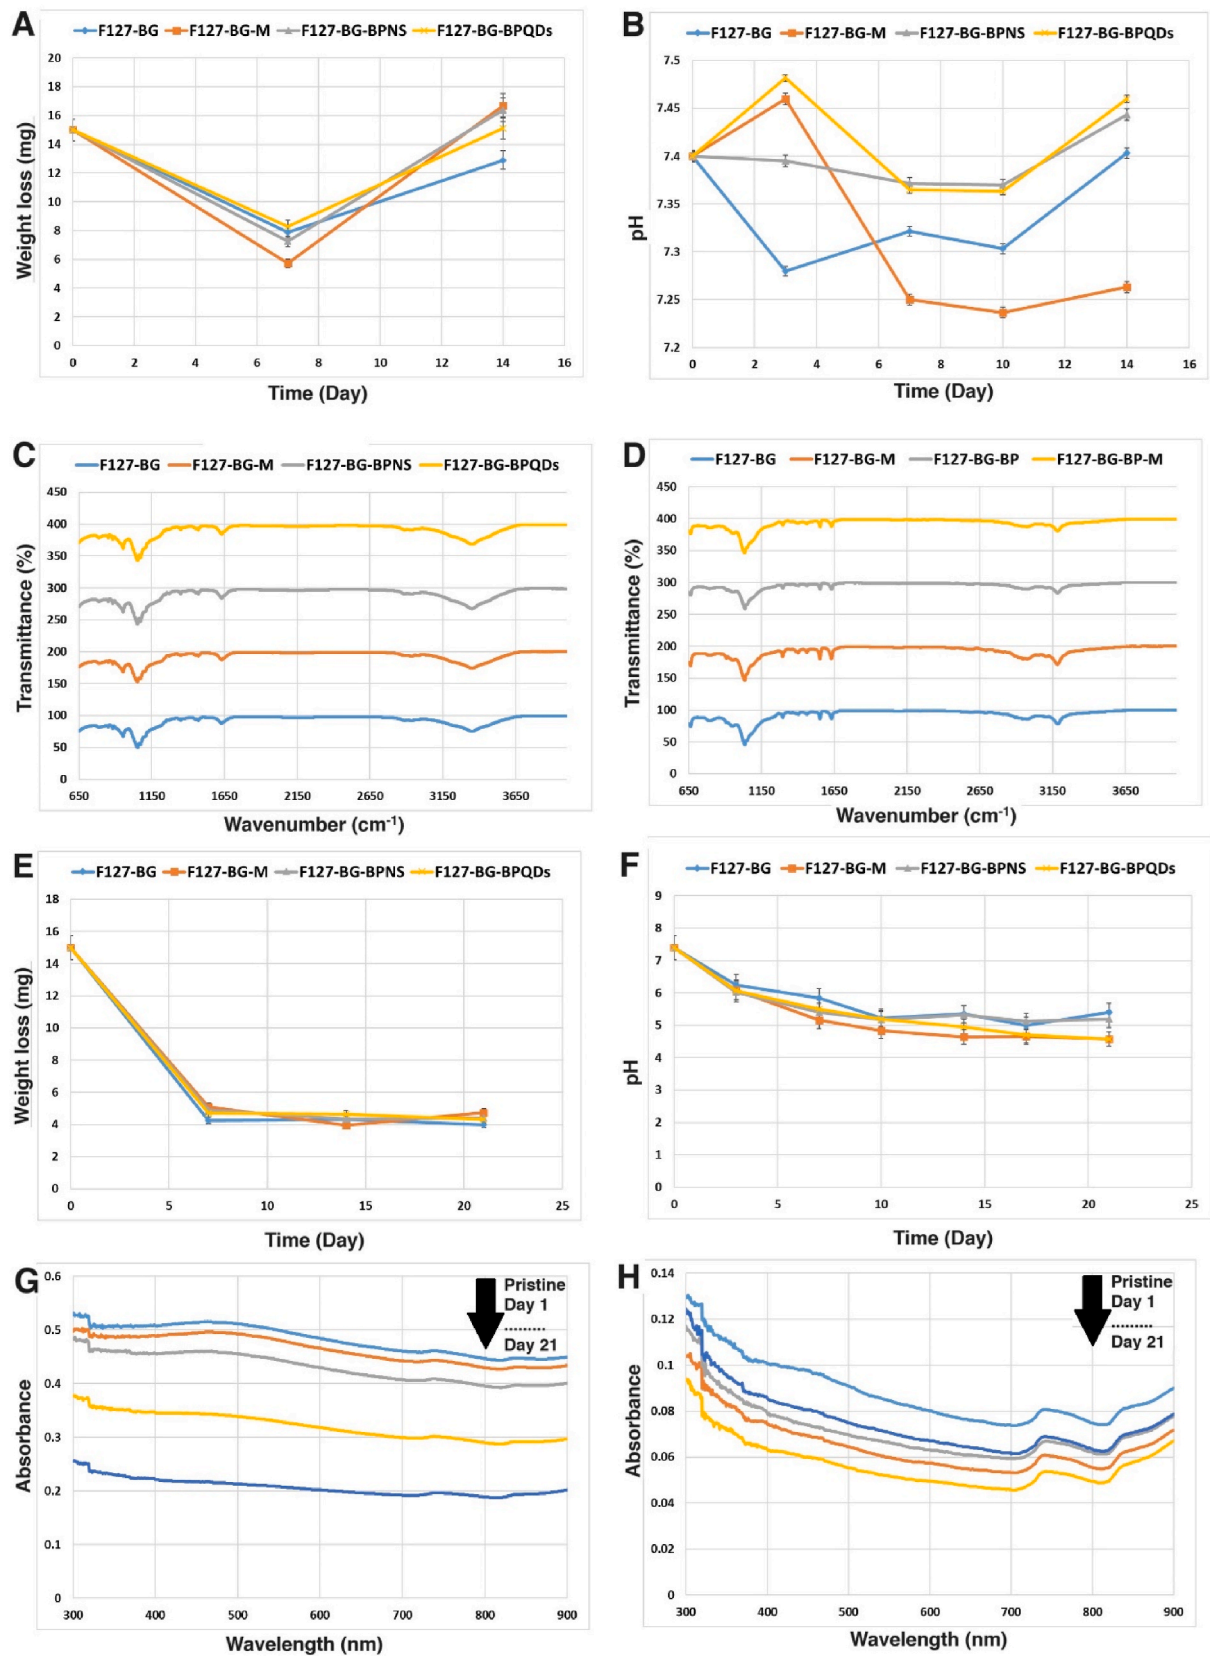 A
F127-BG F127-BG-M F127-BG-BPNS F127-BG-BPQDs
Weight loss (mg)
20
18
16
14
12
10
8
6
4
2
0
0 2 4 6 8 10 12 14 16
Time (Day)
B
F127-BG F127-BG-M F127-BG-BPNS F127-BG-BPQDs
pH
7.5
7.45
7.4
7.35
7.3
7.25
7.2
0 2 4 6 8 10 12 14 16
Time (Day)
C
F127-BG F127-BG-M F127-BG-BPNS F127-BG-BPQDs
Transmittance (%)
450
400
350
300
250
200
150
100
50
0
650 1150 1650 2150 2650 3150 3650
Wavenumber (cm-1)
D
F127-BG F127-BG-M F127-BG-BP F127-BG-BP-M
Transmittance (%)
450
400
350
300
250
200
150
100
50
0
650 1150 1650 2150 2650 3150 3650
Wavenumber (cm-1)
E
F127-BG F127-BG-M F127-BG-BPNS F127-BG-BPQDs
Weight loss (mg)
18
16
14
12
10
8
6
4
2
0
0 5 10 15 20 25
Time (Day)
F
F127-BG F127-BG-M F127-BG-BPNS F127-BG-BPQDs
pH
9
8
7
6
5
4
3
2
1
0
0 5 10 15 20 25
Time (Day)
G
Absorbance
0.6
0.5
0.4
0.3
0.2
0.1
0
300 400 500 600 700 800 900
Pristine
Day 1
........
Day 21
Wavelength (nm)
H
Absorbance
0.14
0.12
0.1
0.08
0.06
0.04
0.02
0
300 400 500 600 700 800 900
Pristine
Day 1
........
Day 21
Wavelength (nm)